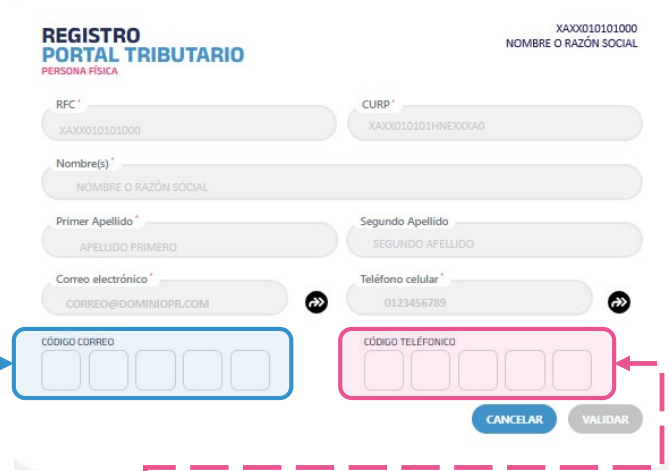 REGISTRO
PORTAL TRIBUTARIO
PERSONA FÍSICA
XAXX010101000
NOMBRE O RAZÓN SOCIAL
RFC *
CURP *
XAXX010101000
XAXX010101HNEXXXA0
Nombre(s) *
NOMBRE O RAZÓN SOCIAL
Primer Apellido *
Segundo Apellido
APELLIDO PRIMERO
SEGUNDO APELLIDO
Correo electrónico *
Teléfono celular *
CORREO@DOMINIOPR.COM
0123456789
CÓDIGO CORREO
CÓDIGO TELÉFONICO
CANCELAR
VALIDAR